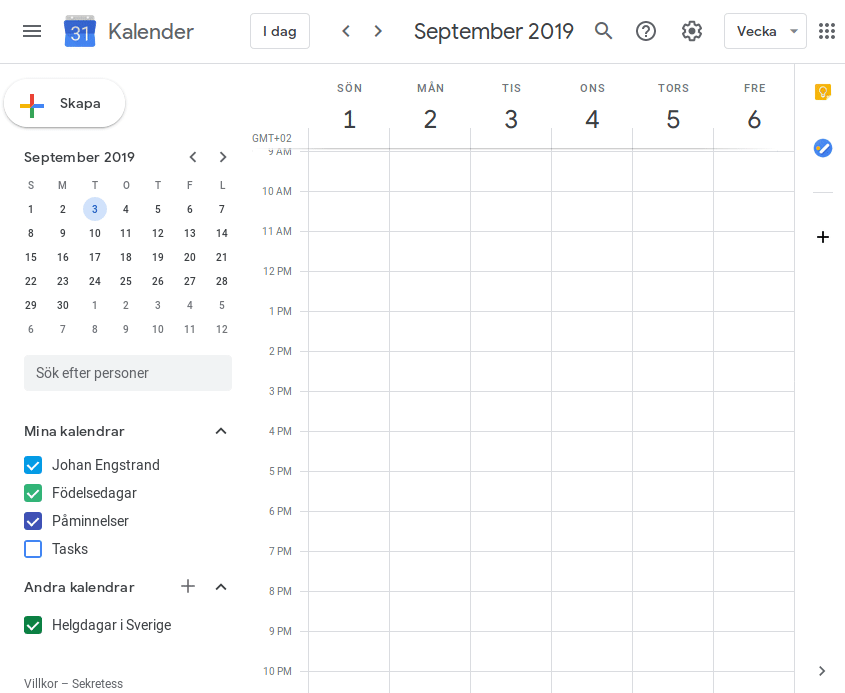 31 Kalender I dag September 2019 Vecka
Skapa
SÖN MÅN TIS ONS TORS FRE
1 2 3 4 5 6
GMT+02
September 2019
S M T O T F L
1 2 3 4 5 6 7
8 9 10 11 12 13 14
15 16 17 18 19 20 21
22 23 24 25 26 27 28
29 30 1 2 3 4 5
6 7 8 9 10 11 12
Sök efter personer
Mina kalendrar
Johan Engstrand
Födelsedagar
Påminnelser
Tasks
Andra kalendrar
Helgdagar i Sverige
Villkor – Sekretess
9 AM
10 AM
11 AM
12 PM
1 PM
2 PM
3 PM
4 PM
5 PM
6 PM
7 PM
8 PM
9 PM
10 PM